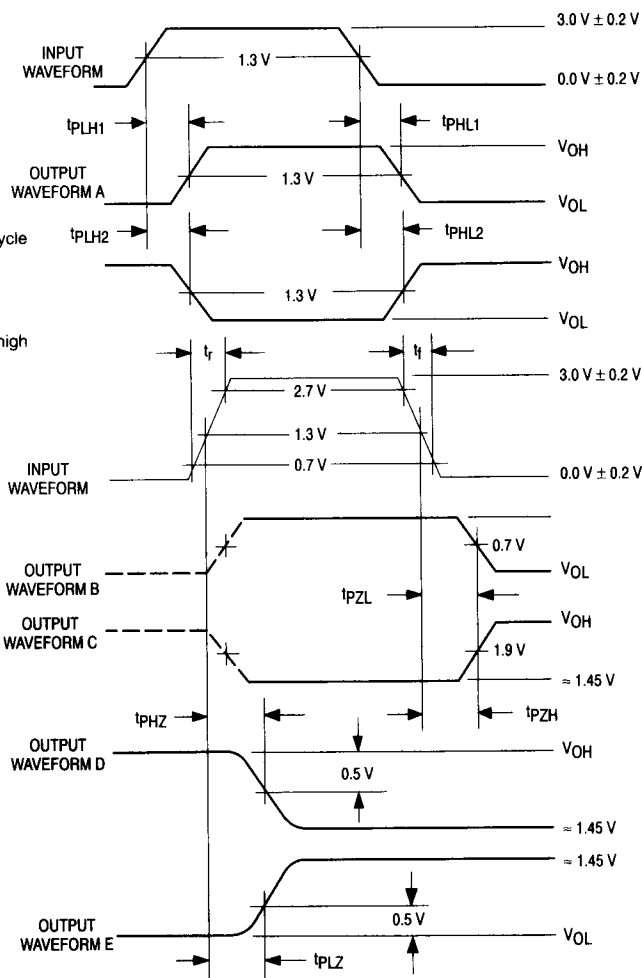 3.0 V ± 0.2 V
INPUT
WAVEFORM
1.3 V
0.0 V ± 0.2 V
tPLH1
tPHL1
VOH
OUTPUT
WAVEFORM A
1.3 V
VOL
tPLH2
tPHL2
cycle
VOH
1.3 V
VOL
high
tr
tf
3.0 V ± 0.2 V
2.7 V
1.3 V
0.7 V
INPUT
WAVEFORM
0.0 V ± 0.2 V
0.7 V
OUTPUT
WAVEFORM B
VOL
tPZL
OUTPUT
WAVEFORM C
VOH
1.9 V
≈ 1.45 V
tPHZ
tPZH
OUTPUT
WAVEFORM D
VOH
0.5 V
≈ 1.45 V
≈ 1.45 V
0.5 V
OUTPUT
WAVEFORM E
VOL
tPLZ